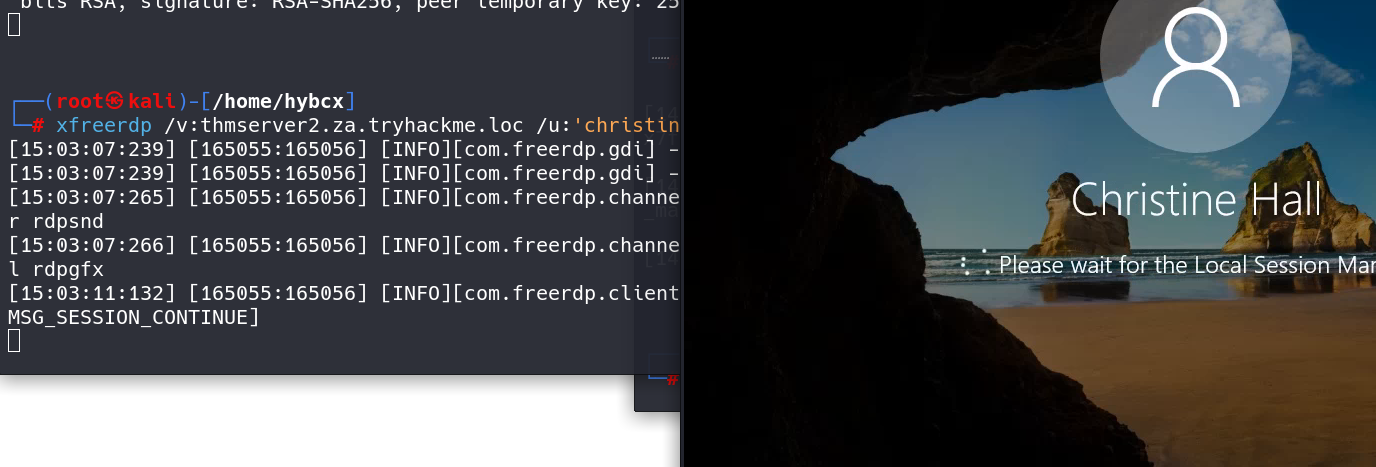 bits RSA, signature: RSA-SHA256, peer temporary key: 25
┌──(root㉿kali)-[/home/hybcx]
└─# xfreerdp /v:thmserver2.za.tryhackme.loc /u:'christin
[15:03:07:239] [165055:165056] [INFO][com.freerdp.gdi] -
[15:03:07:239] [165055:165056] [INFO][com.freerdp.gdi] -
[15:03:07:265] [165055:165056] [INFO][com.freerdp.channe
r rdpsnd
[15:03:07:266] [165055:165056] [INFO][com.freerdp.channe
l rdpgfx
[15:03:11:132] [165055:165056] [INFO][com.freerdp.client
MSG_SESSION_CONTINUE]
└─#
Christine Hall
Please wait for the Local Session Mar